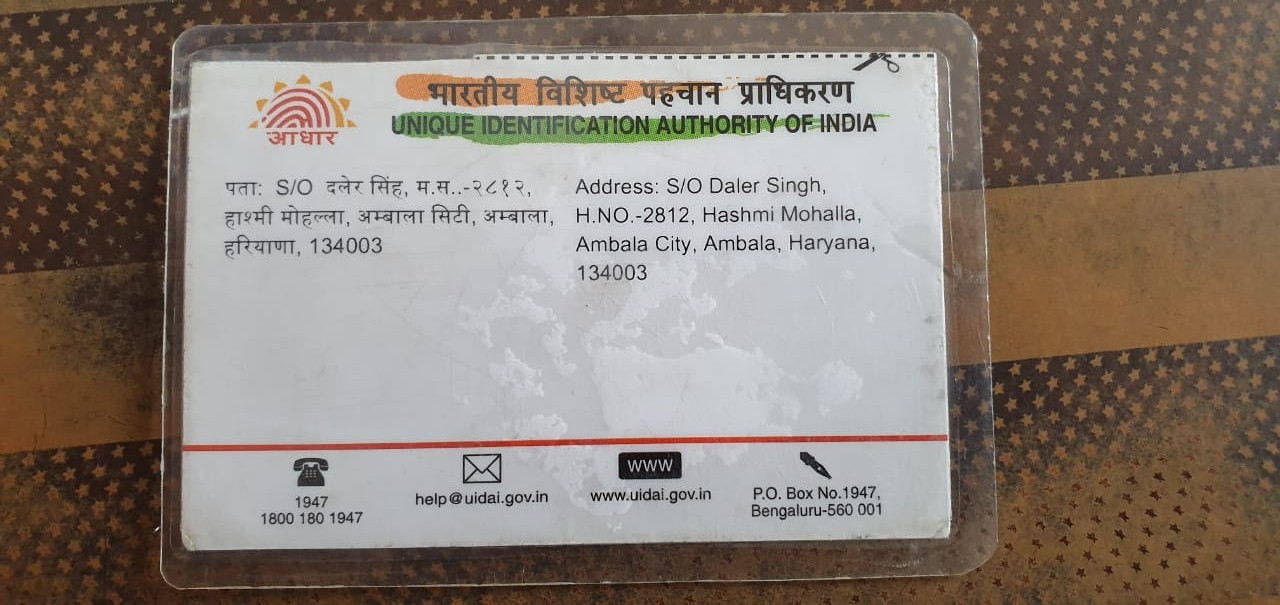 आधार
भारतीय विशिष्ट पहचान प्राधिकरण
UNIQUE IDENTIFICATION AUTHORITY OF INDIA
पता: S/O दलेर सिंह, म.स..-२८१२,
हाश्मी मोहल्ला, अम्बाला सिटी, अम्बाला,
हरियाणा, 134003
Address: S/O Daler Singh,
H.NO.-2812, Hashmi Mohalla,
Ambala City, Ambala, Haryana,
134003
1947
1800 180 1947
help@uidai.gov.in
www
www.uidai.gov.in
P.O. Box No.1947,
Bengaluru-560 001